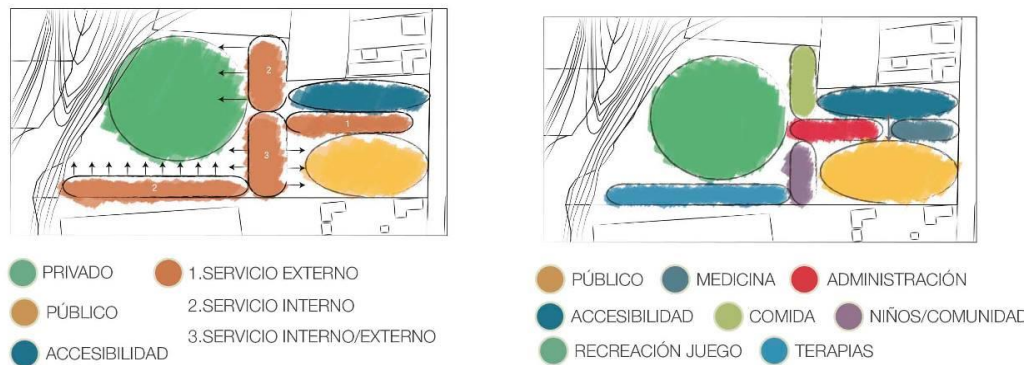 2
1
3
2
PRIVADO
1.SERVICIO EXTERNO
PÚBLICO
2.SERVICIO INTERNO
ACCESIBILIDAD
3.SERVICIO INTERNO/EXTERNO
PÚBLICO MEDICINA ADMINISTRACIÓN
ACCESIBILIDAD COMIDA NIÑOS/COMUNIDAD
RECREACIÓN JUEGO TERAPIAS